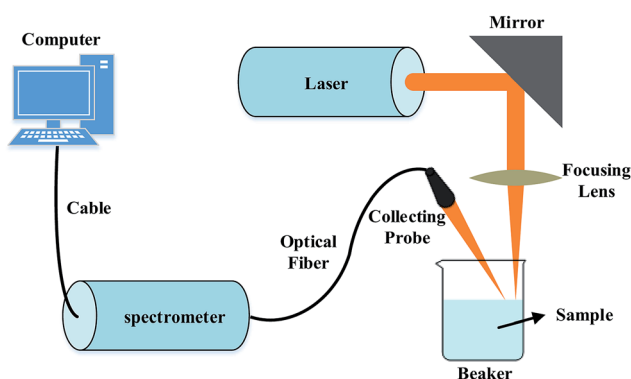 Computer
Mirror
Laser
Focusing
Lens
Cable
Collecting
Probe
Optical
Fiber
spectrometer
Sample
Beaker